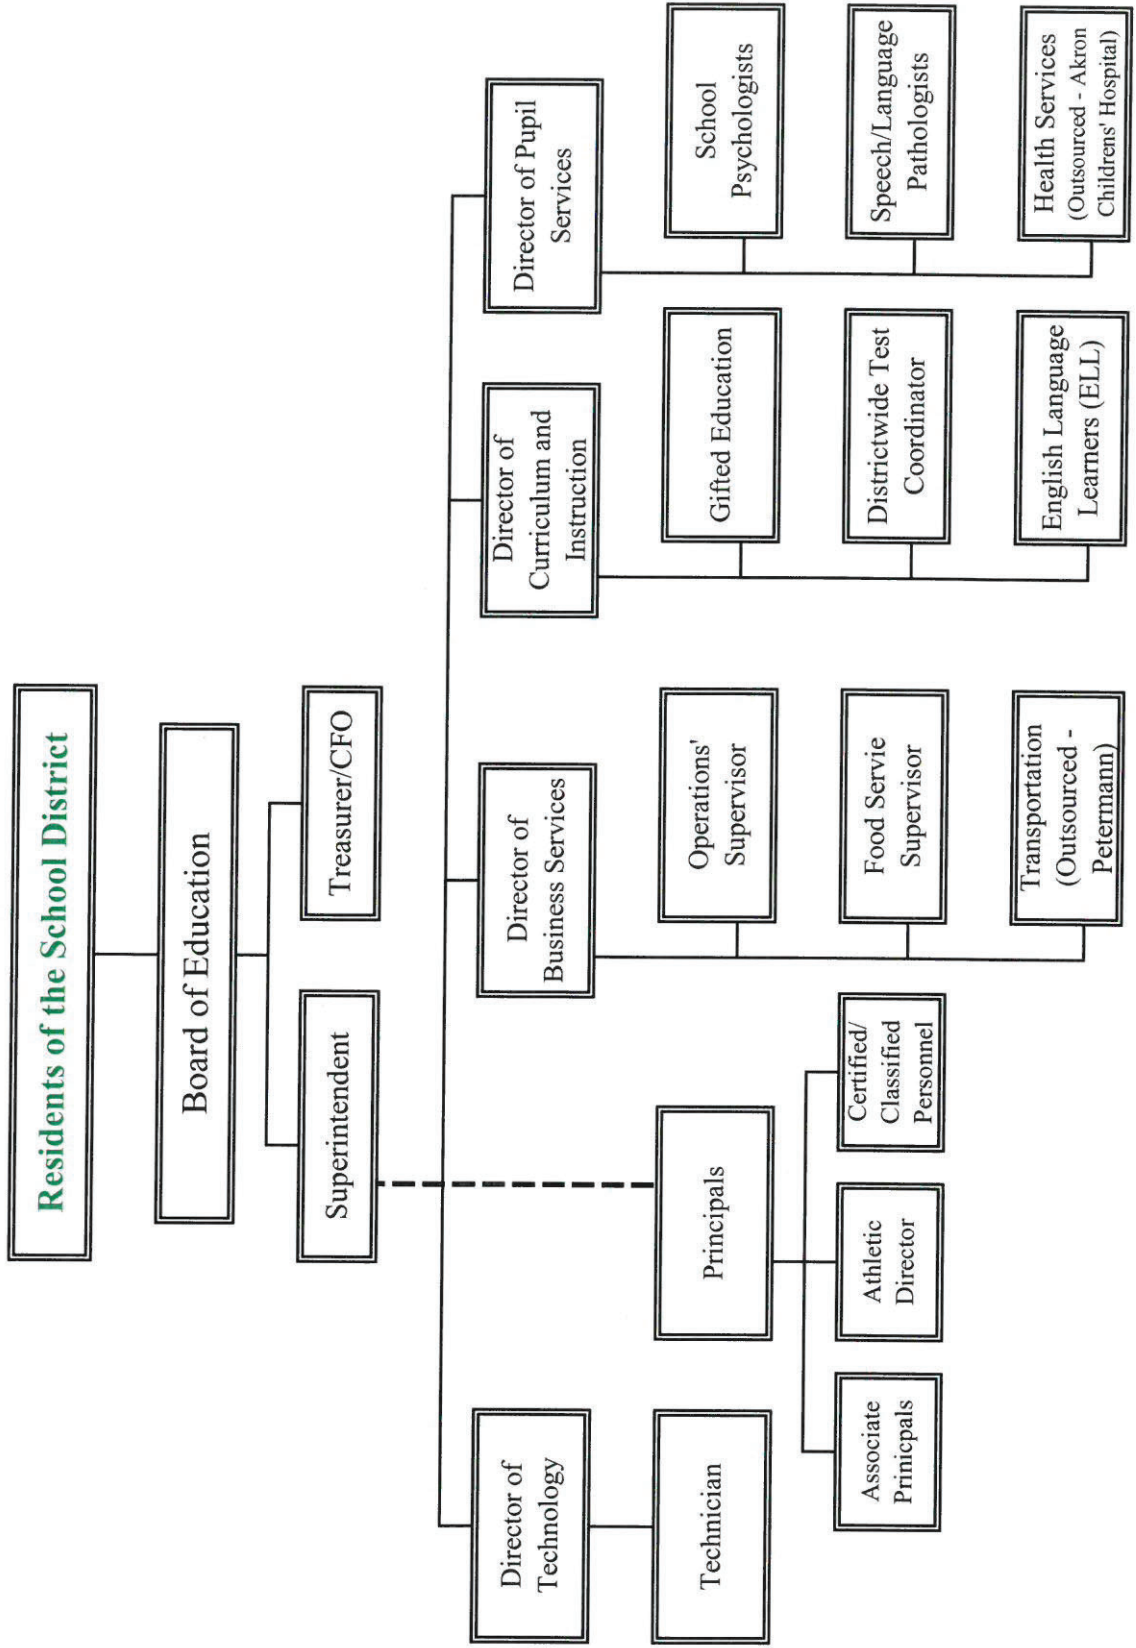 Residents of the School District
Board of Education
Superintendent
Treasurer/CFO
Director of
Technology
Director of
Business Services
Director of
Curriculum and
Instruction
Director of Pupil
Services
Technician
Principals
Operations'
Supervisor
Gifted Education
School
Psychologists
Associate
Prinicpals
Athletic
Director
Certified/
Classified
Personnel
Food Servie
Supervisor
Districtwide Test
Coordinator
Speech/Language
Pathologists
Transportation
(Outsourced -
Petermann)
English Language
Learners (ELL)
Health Services
(Outsourced - Akron
Childrens' Hospital)